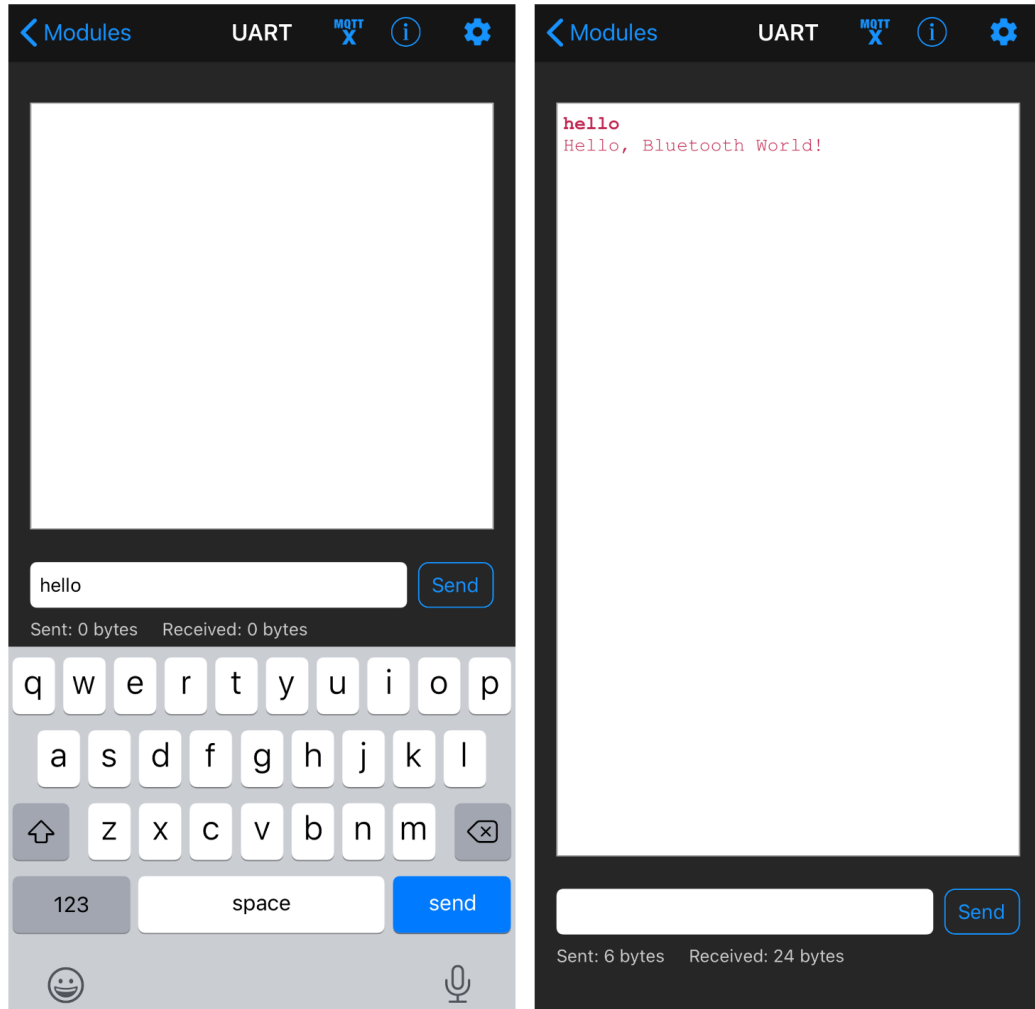 Modules UART MQTT X i
hello Send
Sent: 0 bytes Received: 0 bytes
q w e r t y u i o p
a s d f g h j k l
z x c v b n m
123 space send
Modules UART MQTT X i
hello
Hello, Bluetooth World!
Send
Sent: 6 bytes Received: 24 bytes